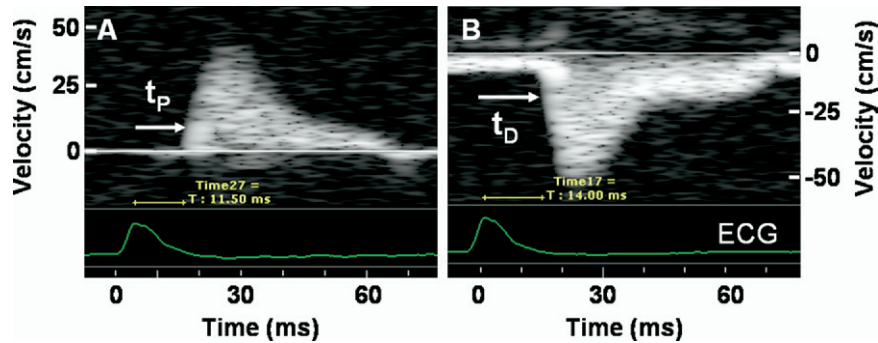 A
Velocity (cm/s)
50
25
0
tP
Time27 =
T : 11.50 ms
0
30
60
Time (ms)
B
Velocity (cm/s)
0
-25
-50
tD
Time17 =
T : 14.00 ms
ECG
0
30
60
Time (ms)